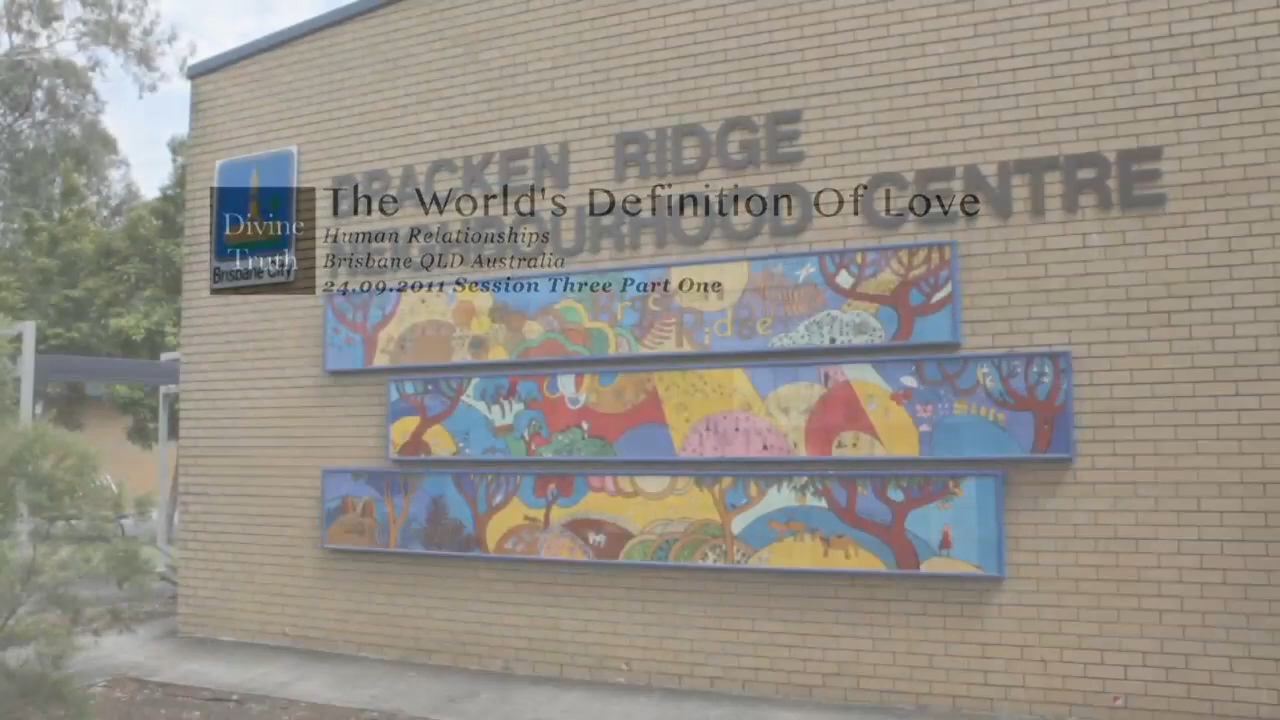 BRACKEN RIDGE
NEIGHBOURHOOD CENTRE
Brisbane City
Divine
Truth
The World's Definition Of Love
Human Relationships
Brisbane QLD Australia
24.09.2011 Session Three Part One
Ridge